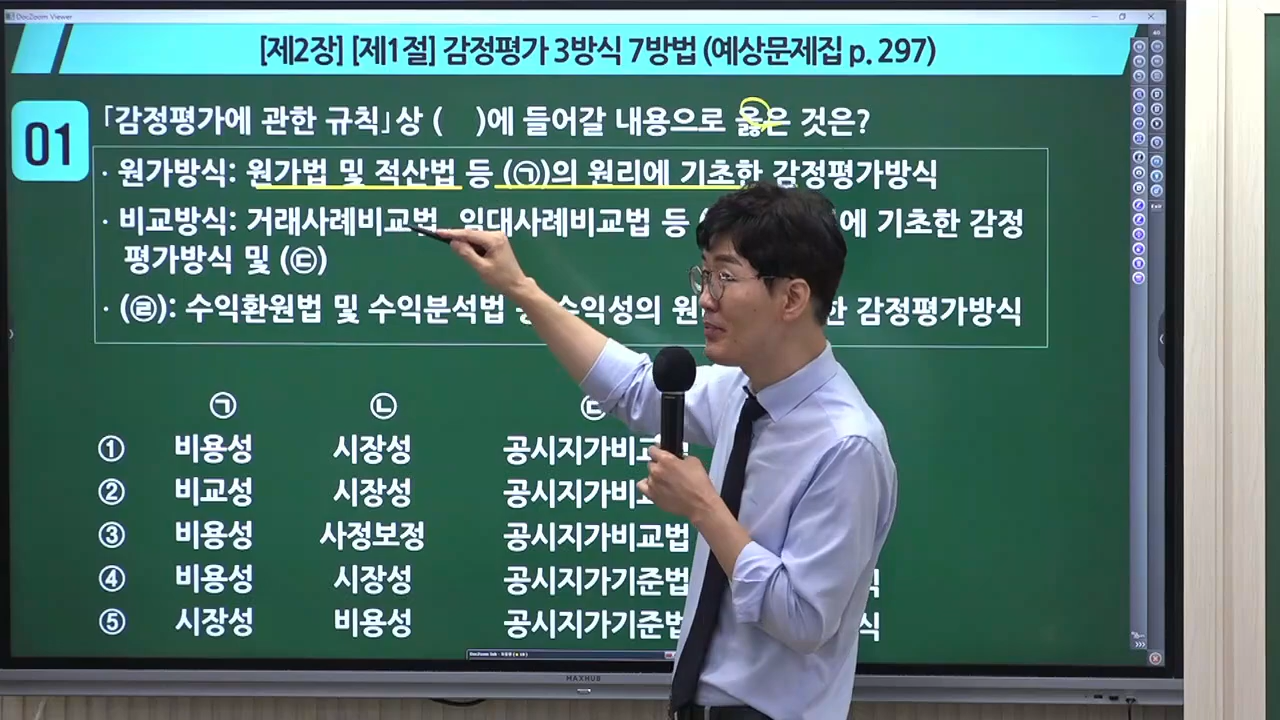 DocZoom Viewer
[제2장] [제1절] 감정평가 3방식 7방법 (예상문제집 p. 297)
01
「감정평가에 관한 규칙」상 ( )에 들어갈 내용으로 옳은 것은?
· 원가방식: 원가법 및 적산법 등 (㉠)의 원리에 기초한 감정평가방식
· 비교방식: 거래사례비교법, 임대사례비교법 등 에 기초한 감정
평가방식 및 (㉢)
· (㉣): 수익환원법 및 수익분석법 수익성의 원 한 감정평가방식
㉠ ㉡ ㉢
① 비용성 시장성 공시지가비교
② 비교성 시장성 공시지가비
③ 비용성 사정보정 공시지가비교법
④ 비용성 시장성 공시지가기준법 식
⑤ 시장성 비용성 공시지가기준법 식
MAXHUB